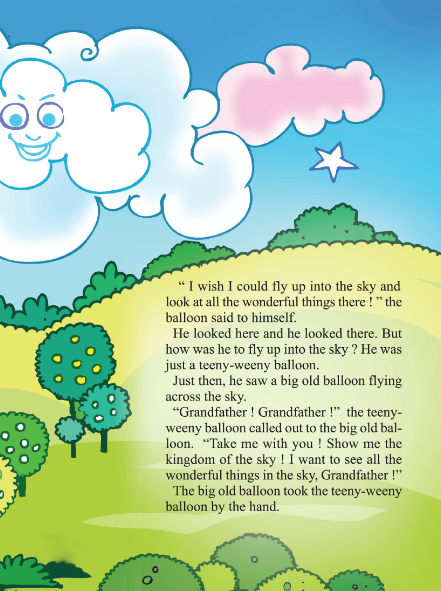 “ I wish I could fly up into the sky and
look at all the wonderful things there ! ” the
balloon said to himself.
He looked here and he looked there. But
how was he to fly up into the sky ? He was
just a teeny-weeny balloon.
Just then, he saw a big old balloon flying
across the sky.
“Grandfather ! Grandfather !” the teeny-
weeny balloon called out to the big old bal-
loon. “Take me with you ! Show me the
kingdom of the sky ! I want to see all the
wonderful things in the sky, Grandfather !”
The big old balloon took the teeny-weeny
balloon by the hand.